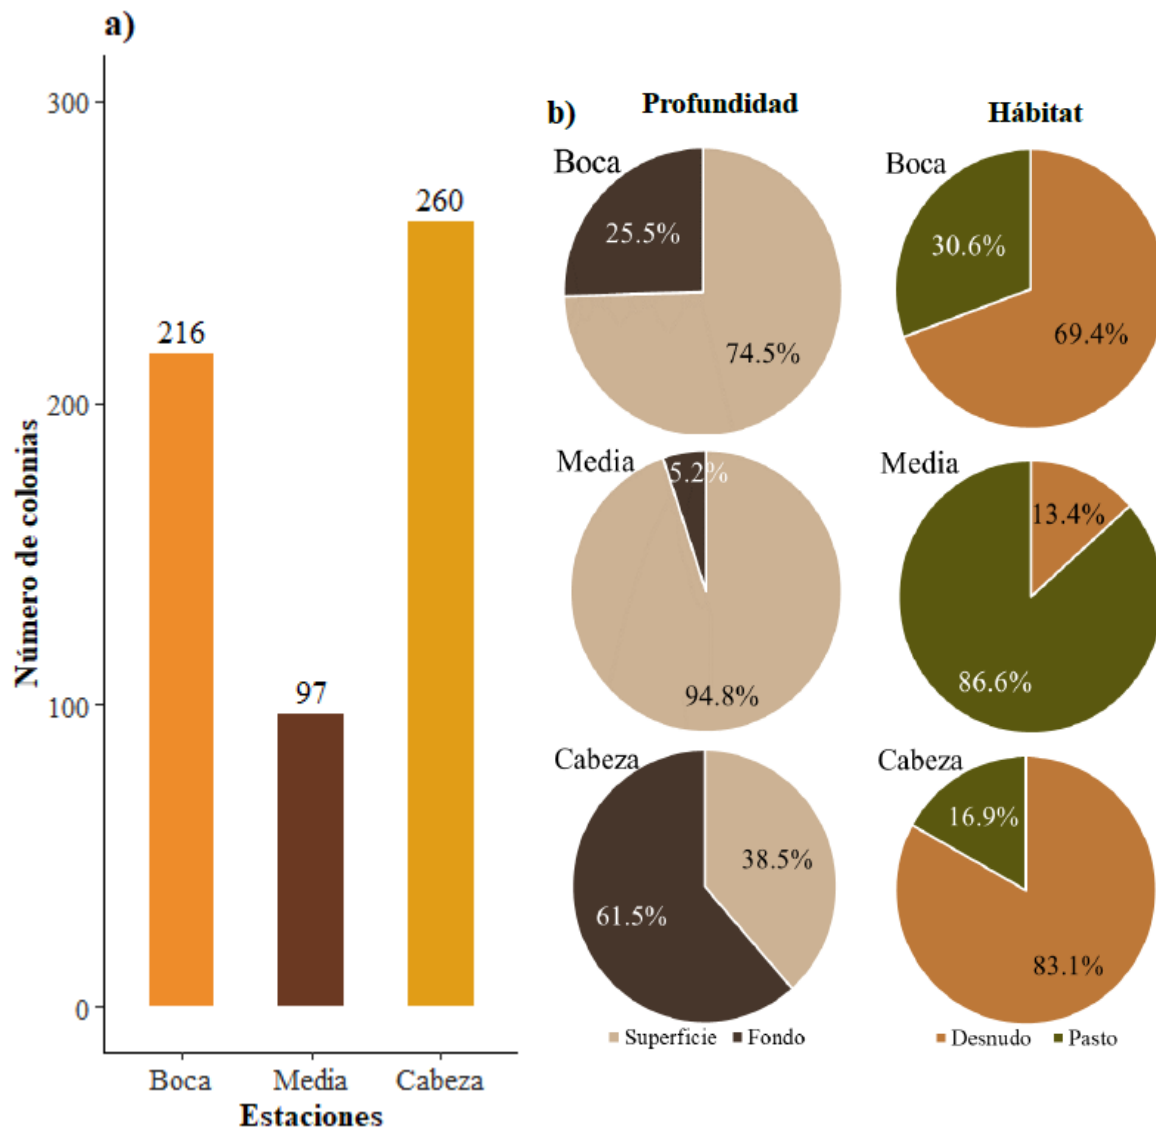 a)
300
200
100
0
Número de colonias
216
97
260
Boca
Media
Cabeza
Estaciones
b)
Profundidad
Hábitat
Boca
25.5%
74.5%
Boca
30.6%
69.4%
Media
5.2%
94.8%
Media
13.4%
86.6%
Cabeza
38.5%
61.5%
Cabeza
16.9%
83.1%
Superficie Fondo
Desnudo Pasto